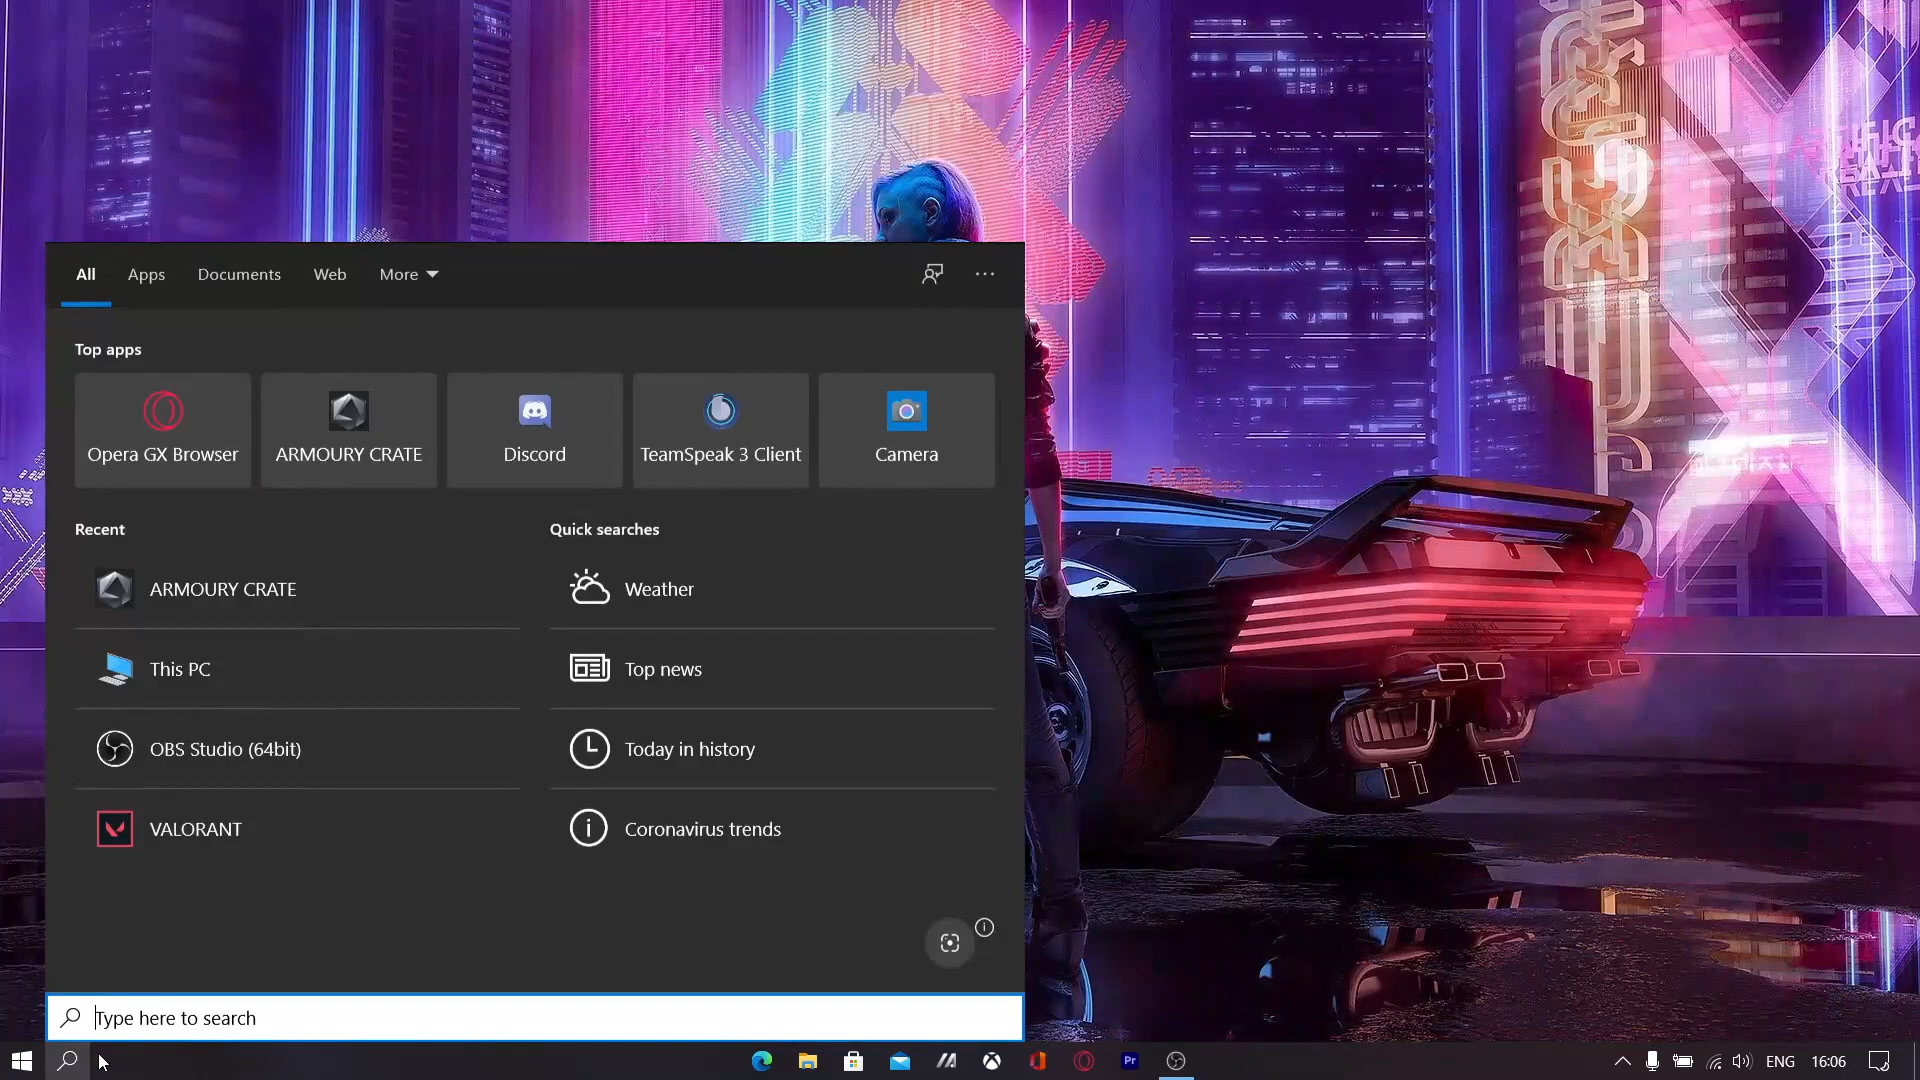 All Apps Documents Web More
Top apps
Opera GX Browser ARMOURY CRATE Discord TeamSpeak 3 Client Camera
Recent Quick searches
ARMOURY CRATE Weather
This PC Top news
OBS Studio (64bit) Today in history
VALORANT Coronavirus trends
Type here to search
Pr ENG 16:06